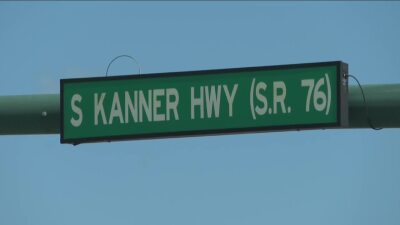 S KANNER HWY (S.R. 76)